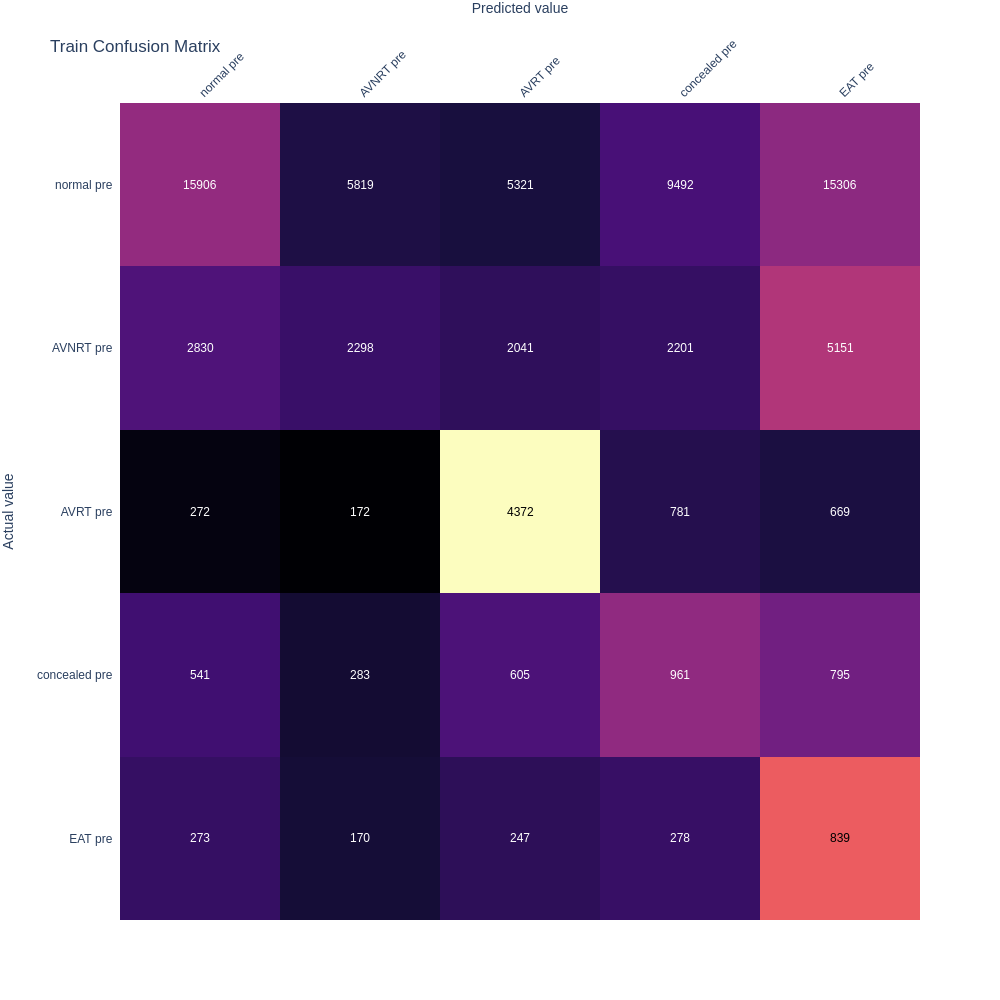 Predicted value
Train Confusion Matrix
normal pre AVNRT pre AVRT pre concealed pre EAT pre
normal pre 15906 5819 5321 9492 15306
AVNRT pre 2830 2298 2041 2201 5151
AVRT pre 272 172 4372 781 669
concealed pre 541 283 605 961 795
EAT pre 273 170 247 278 839
Actual value